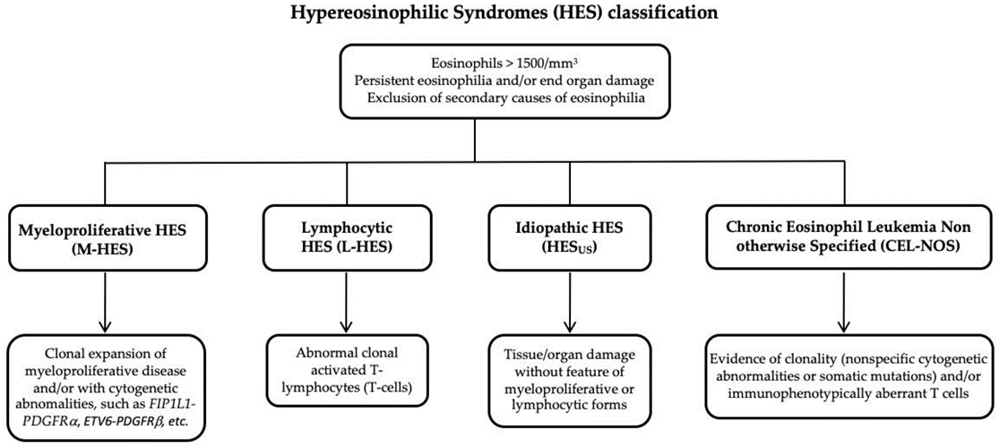 Hypereosinophilic Syndromes (HES) classification
Eosinophils > 1500/mm³
Persistent eosinophilia and/or end organ damage
Exclusion of secondary causes of eosinophilia
Myeloproliferative HES
(M-HES)
Lymphocytic
HES (L-HES)
Idiopathic HES
(HES_US)
Chronic Eosinophil Leukemia Non
otherwise Specified (CEL-NOS)
Clonal expansion of
myeloproliferative disease
and/or with cytogenetic
abnomalities, such as FIP1L1-
PDGFRα, ETV6-PDGFRβ, etc.
Abnormal clonal
activated T-
lymphocytes (T-cells)
Tissue/organ damage
without feature of
myeloproliferative or
lymphocytic forms
Evidence of clonality (nonspecific cytogenetic
abnormalities or somatic mutations) and/or
immunophenotypically aberrant T cells